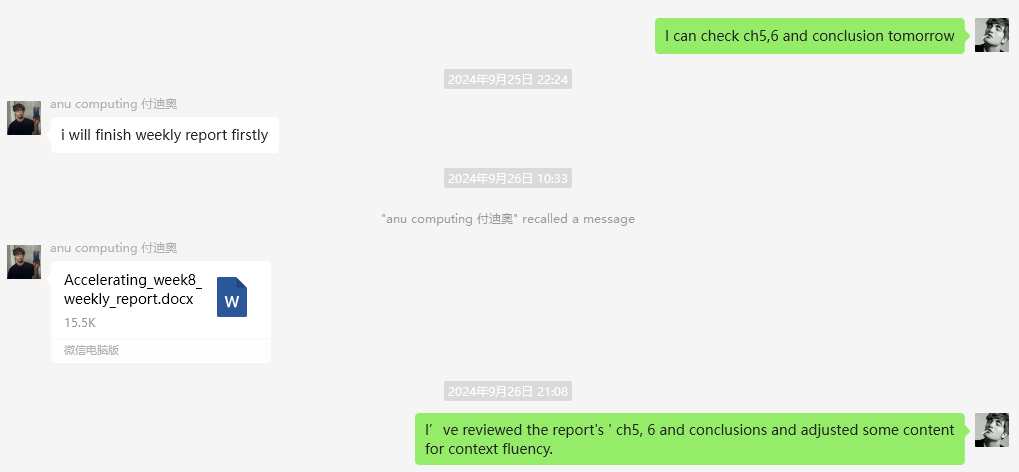 I can check ch5,6 and conclusion tomorrow
2024年9月25日 22:24
anu computing 付迪奥
i will finish weekly report firstly
2024年9月26日 10:33
"anu computing 付迪奥" recalled a message
anu computing 付迪奥
Accelerating_week8_
weekly_report.docx
W
15.5K
微信电脑版
2024年9月26日 21:08
I’ve reviewed the report's ' ch5, 6 and conclusions and adjusted some content
for context fluency.